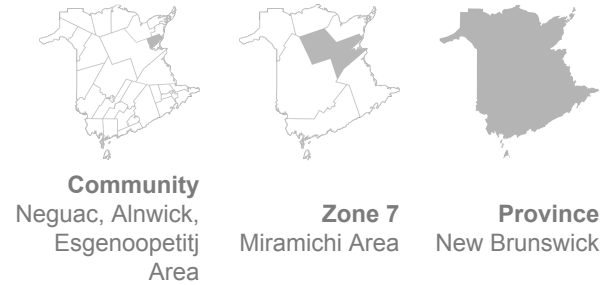 Community
Neguac, Alnwick,
Esgenoopetitj
Area
Zone 7
Miramichi Area
Province
New Brunswick